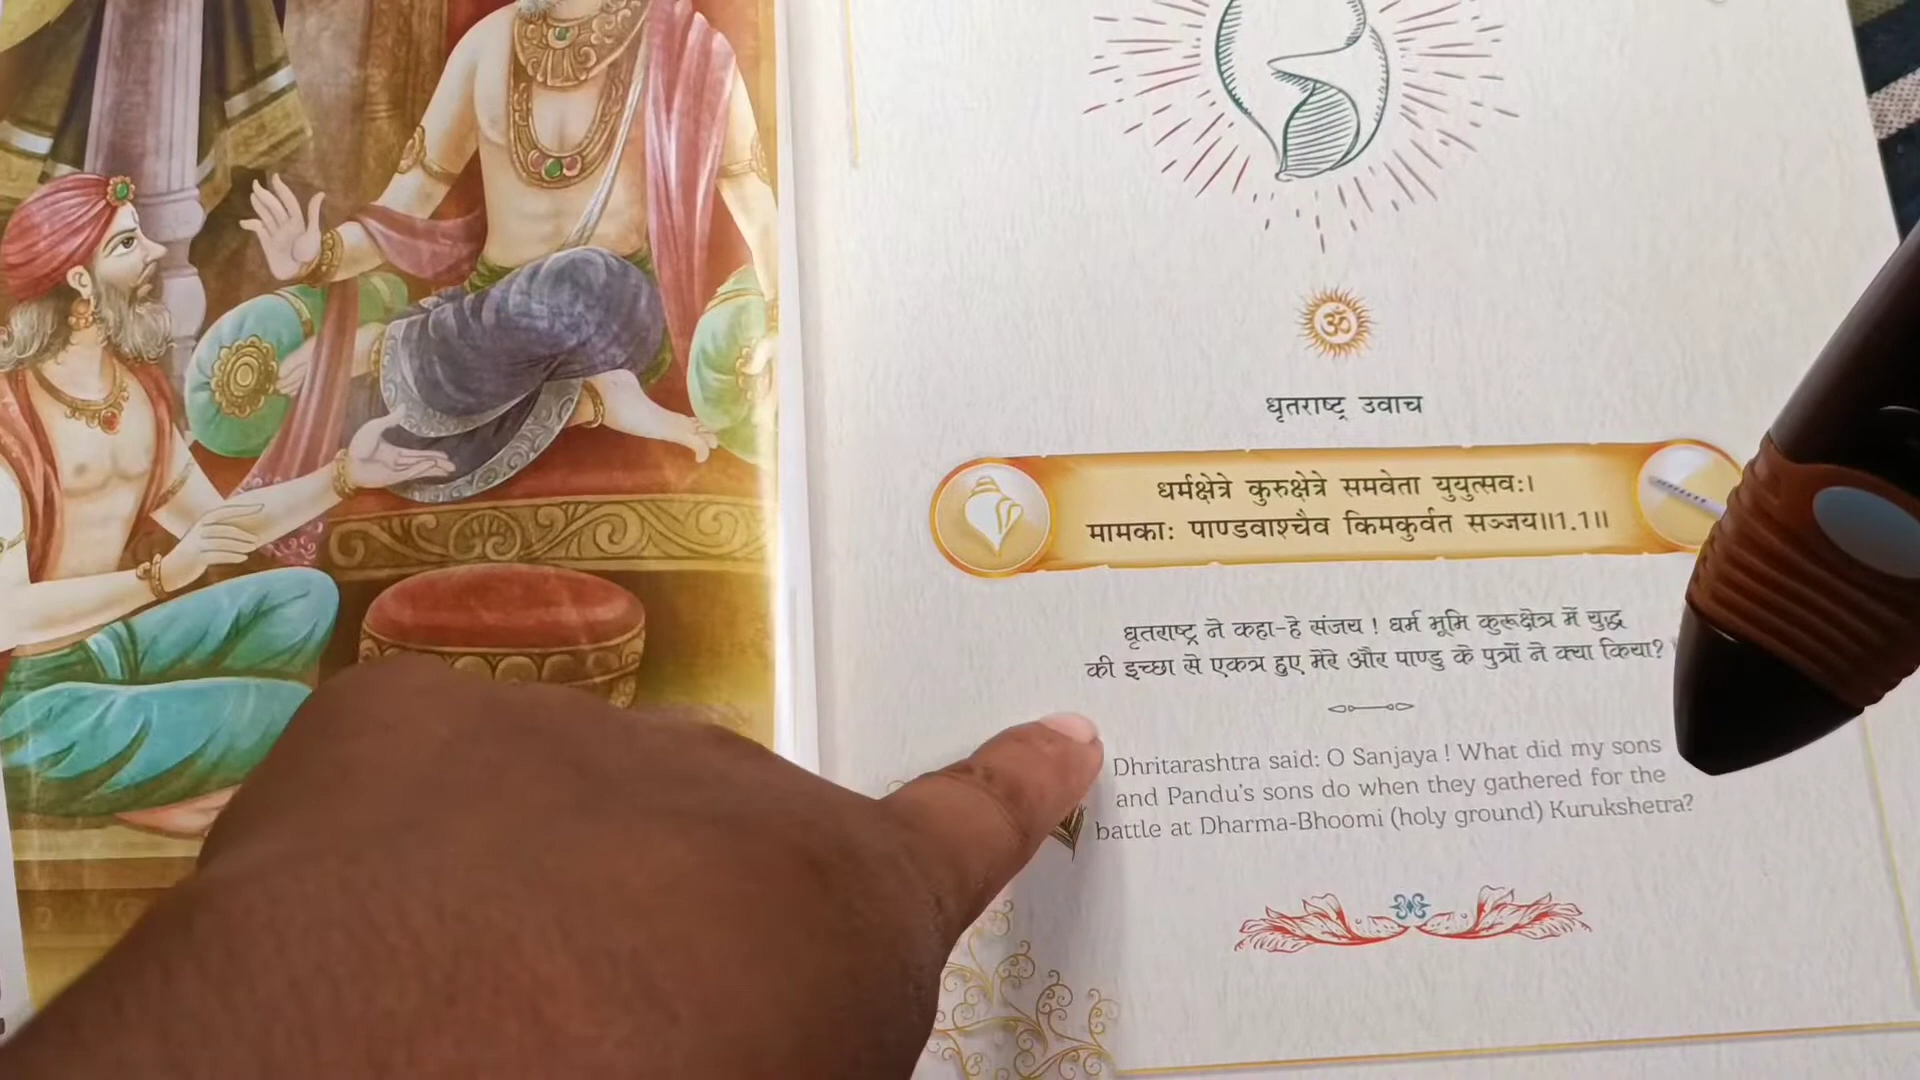 ॐ
धृतराष्ट्र उवाच
धर्मक्षेत्रे कुरुक्षेत्रे समवेता युयुत्सवः।
मामकाः पाण्डवाश्चैव किमकुर्वत सञ्जय॥1.1॥
धृतराष्ट्र ने कहा-हे संजय ! धर्म भूमि कुरूक्षेत्र में युद्ध
की इच्छा से एकत्र हुए मेरे और पाण्डु के पुत्रों ने क्या किया?
Dhritarashtra said: O Sanjaya ! What did my sons
and Pandu's sons do when they gathered for the
battle at Dharma-Bhoomi (holy ground) Kurukshetra?